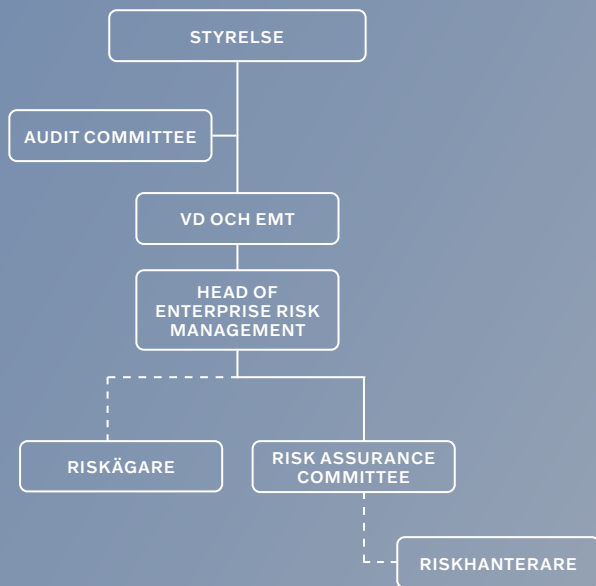 STYRELSE
AUDIT COMMITTEE
VD OCH EMT
HEAD OF
ENTERPRISE RISK
MANAGEMENT
RISKÄGARE
RISK ASSURANCE
COMMITTEE
RISKHANTERARE